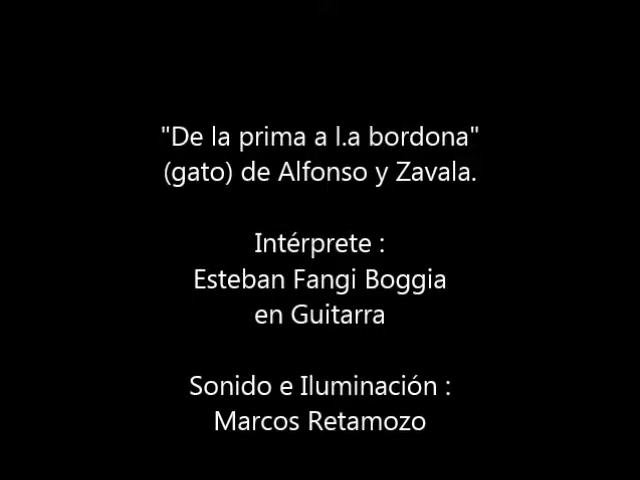 "De la prima a l.a bordona"
(gato) de Alfonso y Zavala.
Intérprete :
Esteban Fangi Boggia
en Guitarra
Sonido e Iluminación :
Marcos Retamozo